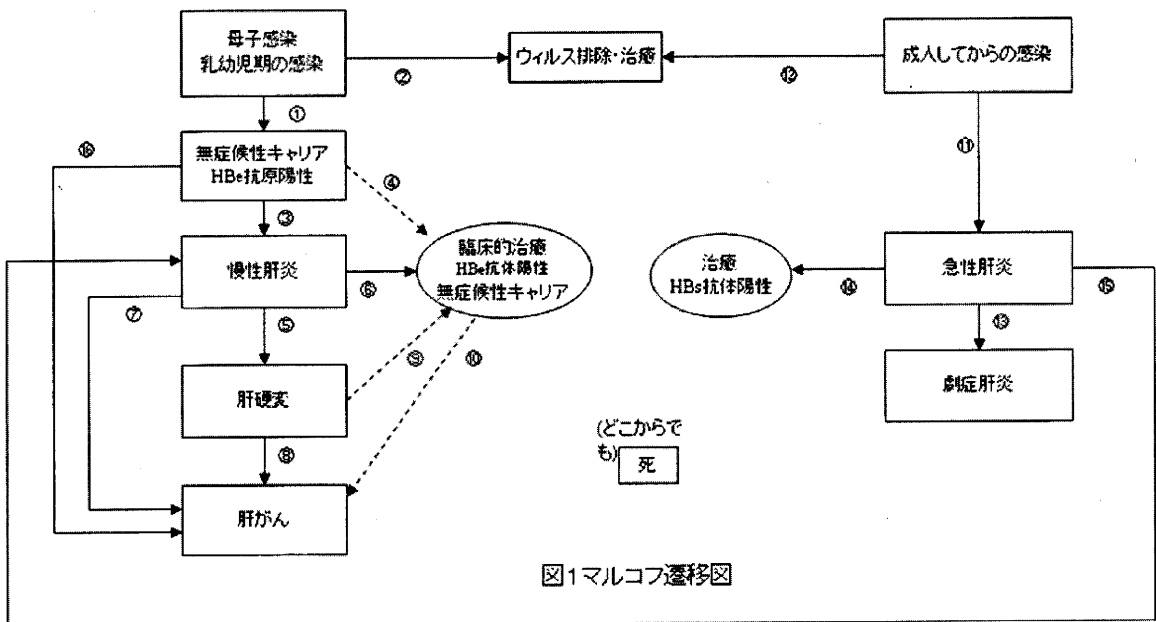 母子感染
乳幼児期の感染
②
ウィルス排除・治癒
⑫
成人してからの感染
①
⑯
無症候性キャリア
HBe抗原陽性
④
⑪
③
慢性肝炎
⑥
臨床的治癒
HBe抗体陽性
無症候性キャリア
治癒
HBs抗体陽性
⑭
急性肝炎
⑮
⑦
⑤
⑬
⑨
⑩
肝硬変
劇症肝炎
(どこからで
も)
死
⑧
肝がん
図1マルコフ遷移図